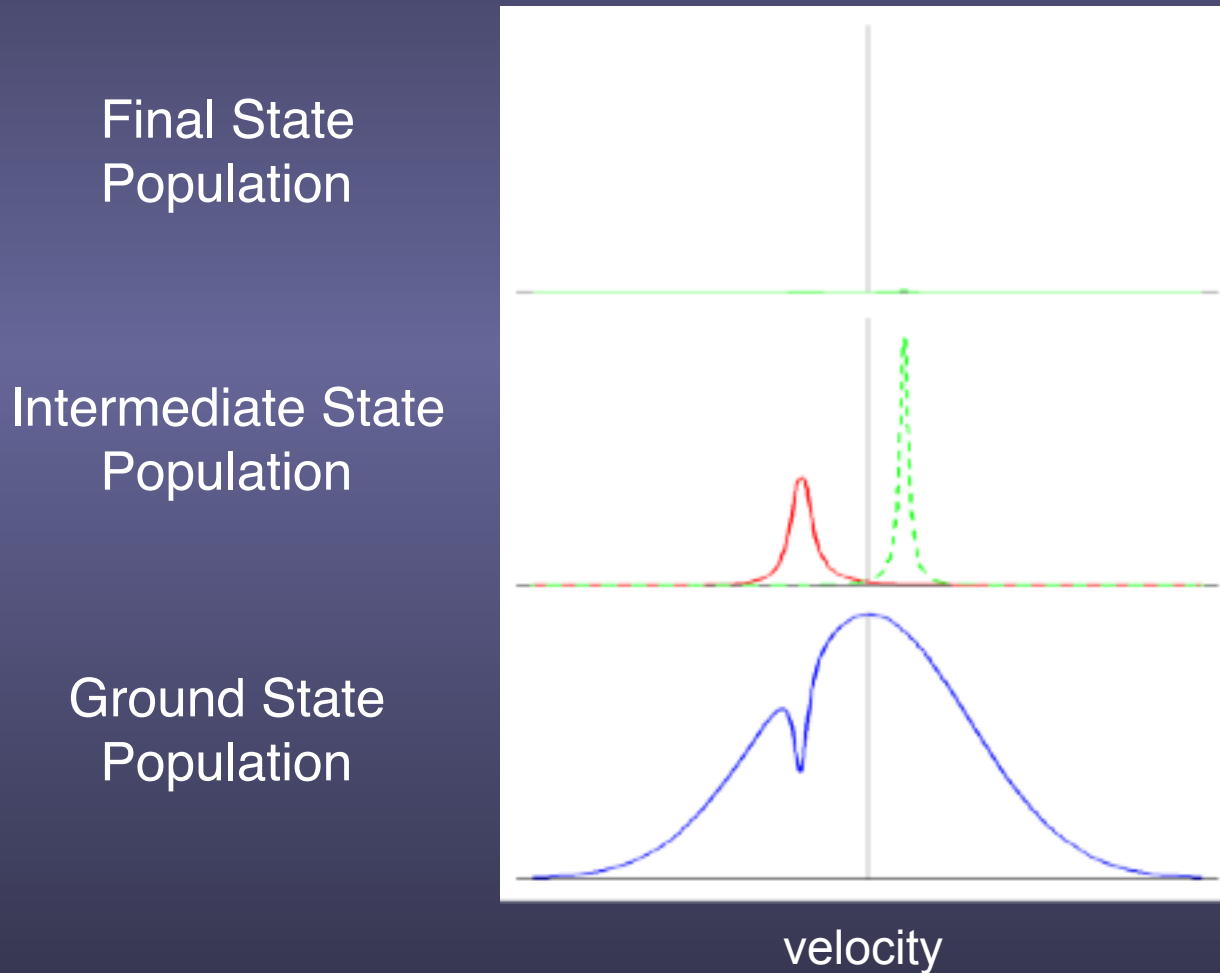 Final State
Population
Intermediate State
Population
Ground State
Population
velocity